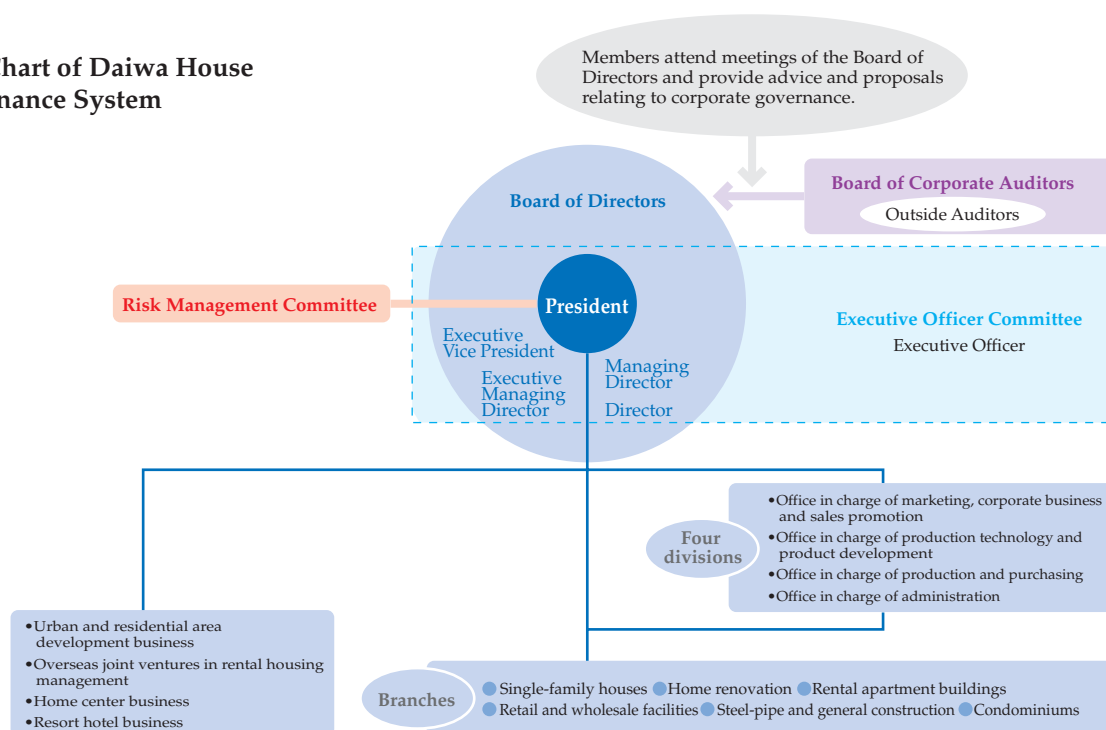 Chart of Daiwa House
nance System
Members attend meetings of the Board of
Directors and provide advice and proposals
relating to corporate governance.
Board of Directors
Board of Corporate Auditors
Outside Auditors
Risk Management Committee
President
Executive Officer Committee
Executive Officer
Executive
Vice President
Executive
Managing
Director
Managing
Director
Director
Four
divisions
•Office in charge of marketing, corporate business
and sales promotion
•Office in charge of production technology and
product development
•Office in charge of production and purchasing
•Office in charge of administration
•Urban and residential area
development business
•Overseas joint ventures in rental housing
management
•Home center business
•Resort hotel business
Branches
●Single-family houses ●Home renovation ●Rental apartment buildings
●Retail and wholesale facilities ●Steel-pipe and general construction ●Condominiums